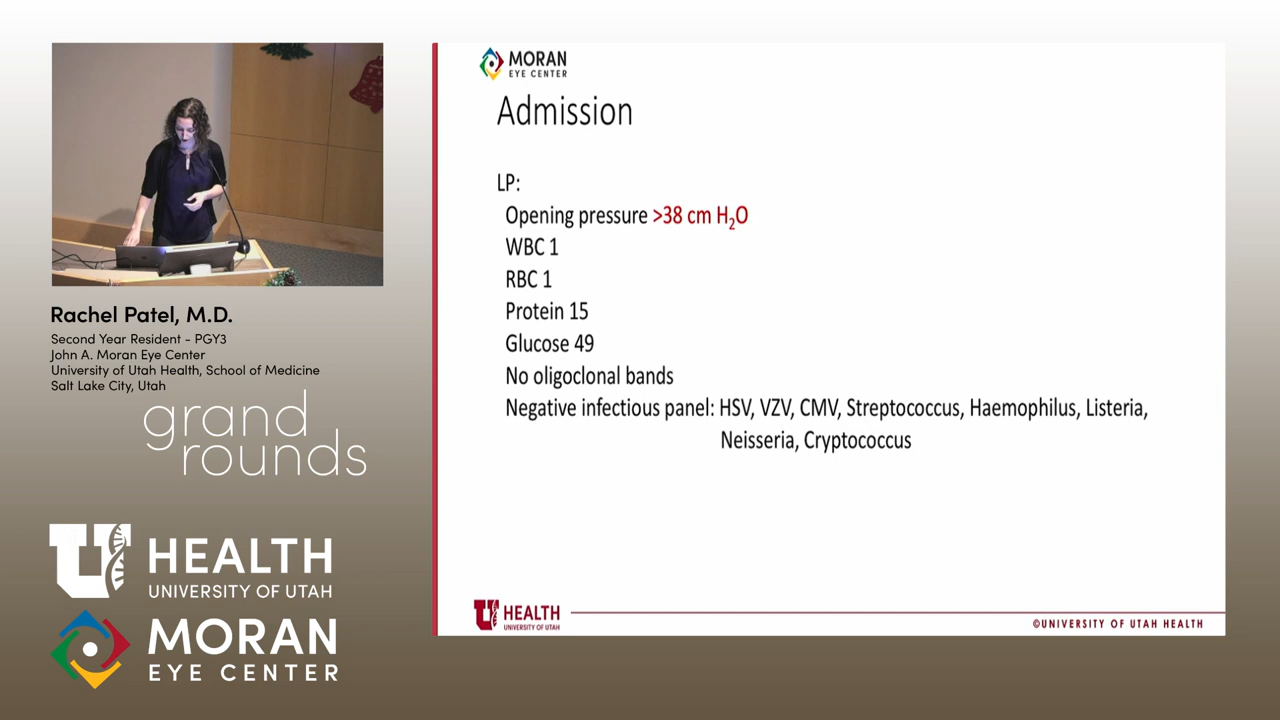 Rachel Patel, M.D.
Second Year Resident - PGY3
John A. Moran Eye Center
University of Utah Health, School of Medicine
Salt Lake City, Utah
grand
rounds
U HEALTH
UNIVERSITY OF UTAH
MORAN
EYE CENTER
MORAN
EYE CENTER
Admission
LP:
Opening pressure >38 cm H₂O
WBC 1
RBC 1
Protein 15
Glucose 49
No oligoclonal bands
Negative infectious panel: HSV, VZV, CMV, Streptococcus, Haemophilus, Listeria,
Neisseria, Cryptococcus
U HEALTH
UNIVERSITY OF UTAH
©UNIVERSITY OF UTAH HEALTH